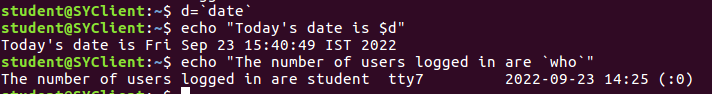 student@SYClient:~$ d=`date`
student@SYClient:~$ echo "Today's date is $d"
Today's date is Fri Sep 23 15:40:49 IST 2022
student@SYClient:~$ echo "The number of users logged in are `who`"
The number of users logged in are student  tty7         2022-09-23 14:25 (:0)
student@SYClient:~$